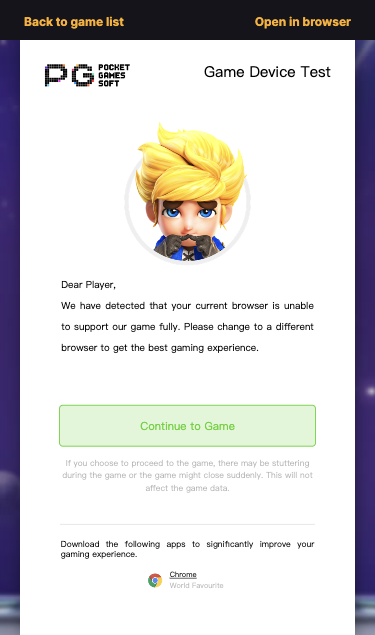 Back to game list
Open in browser
PG POCKET GAMES SOFT
Game Device Test
Dear Player,
We have detected that your current browser is unable
to support our game fully. Please change to a different
browser to get the best gaming experience.
Continue to Game
If you choose to proceed to the game, there may be stuttering
during the game or the game might close suddenly. This will not
affect the game data.
Download the following apps to significantly improve your
gaming experience.
Chrome
World Favourite